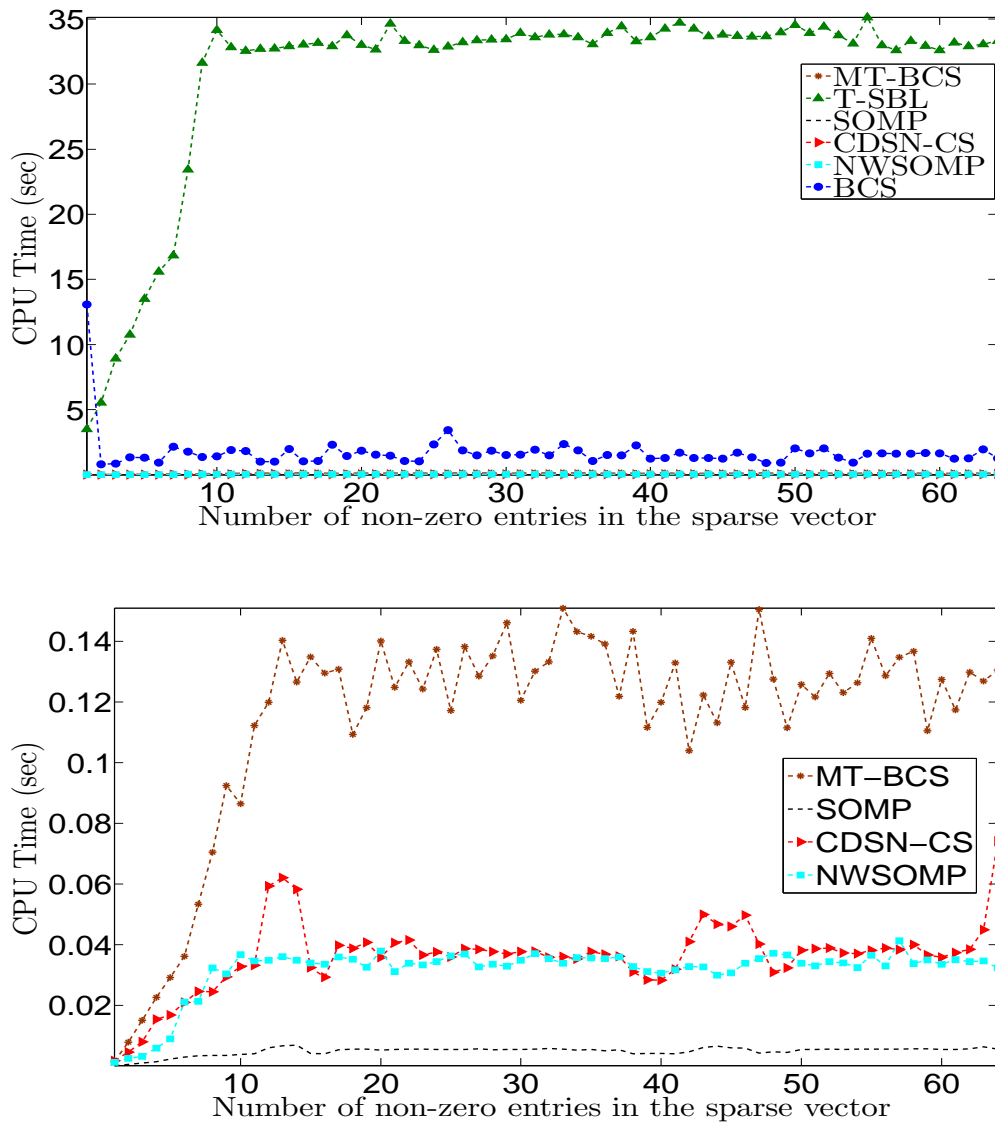 35
30
25
20
15
10
5
CPU Time (sec)
MT-BCS
T-SBL
SOMP
CDSN-CS
NWSOMP
BCS
10 20 30 40 50 60
Number of non-zero entries in the sparse vector
0.14
0.12
0.1
0.08
0.06
0.04
0.02
CPU Time (sec)
MT–BCS
SOMP
CDSN–CS
NWSOMP
10 20 30 40 50 60
Number of non-zero entries in the sparse vector